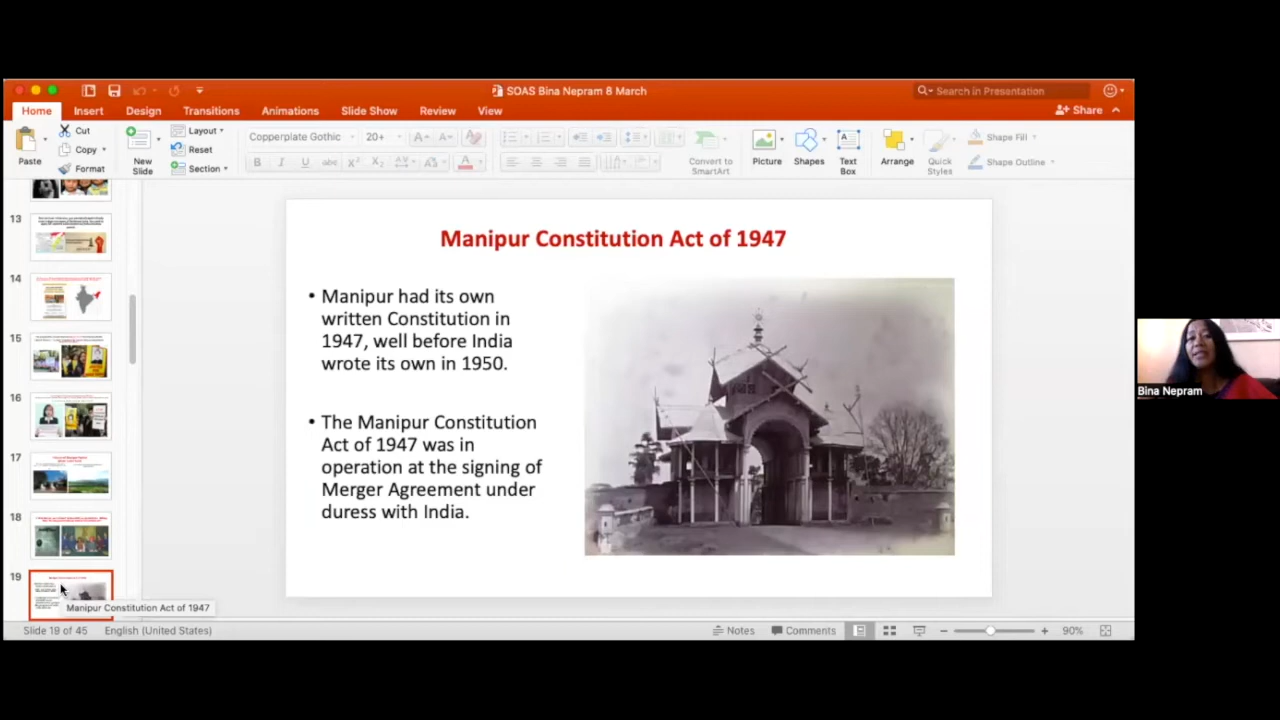 SOAS Bina Nepram 8 March
Search in Presentation
Home Insert Design Transitions Animations Slide Show Review View
Share
Paste
Cut
Copy
Format
New Slide
Layout
Reset
Section
Copperplate Gothic 20+
B I U abc X² X₂
Convert to SmartArt
Picture
Shapes
Text Box
Arrange
Quick Styles
Shape Fill
Shape Outline
13
14
15
16
17
18
19
Manipur Constitution Act of 1947
Manipur Constitution Act of 1947
• Manipur had its own
written Constitution in
1947, well before India
wrote its own in 1950.
• The Manipur Constitution
Act of 1947 was in
operation at the signing of
Merger Agreement under
duress with India.
Bina Nepram
Slide 19 of 45 English (United States)
Notes Comments 90%